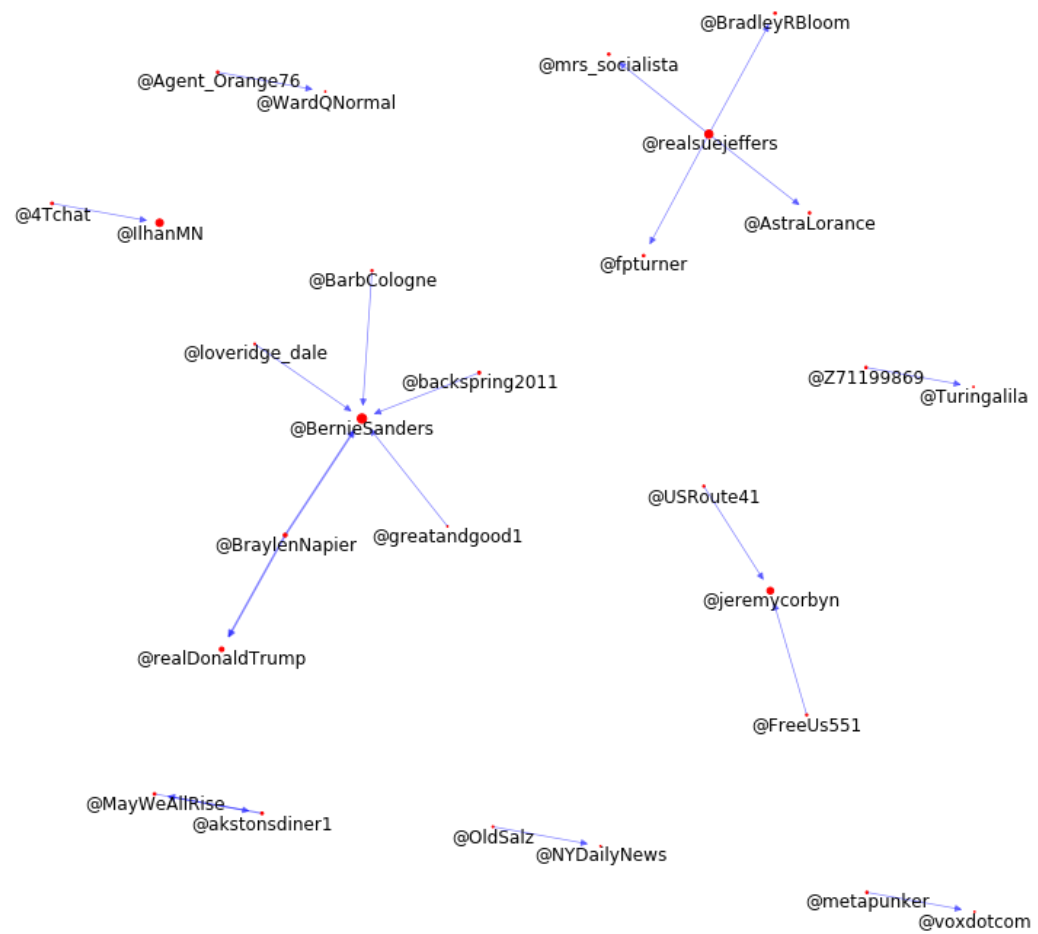 @BradleyRBloom
@mrs_socialista
@Agent_Orange76
@WardQNormal
@realsuejeffers
@4Tchat
@IlhanMN
@AstraLorance
@fpturner
@BarbCologne
@loveridge_dale
@backspring2011
@Z71199869
@Turingalila
@BernieSanders
@USRoute41
@greatandgood1
@BraylenNapier
@jeremycorbyn
@realDonaldTrump
@FreeUs551
@MayWeAllRise
@akstonsdiner1
@OldSalz
@NYDailyNews
@metapunker
@voxdotcom